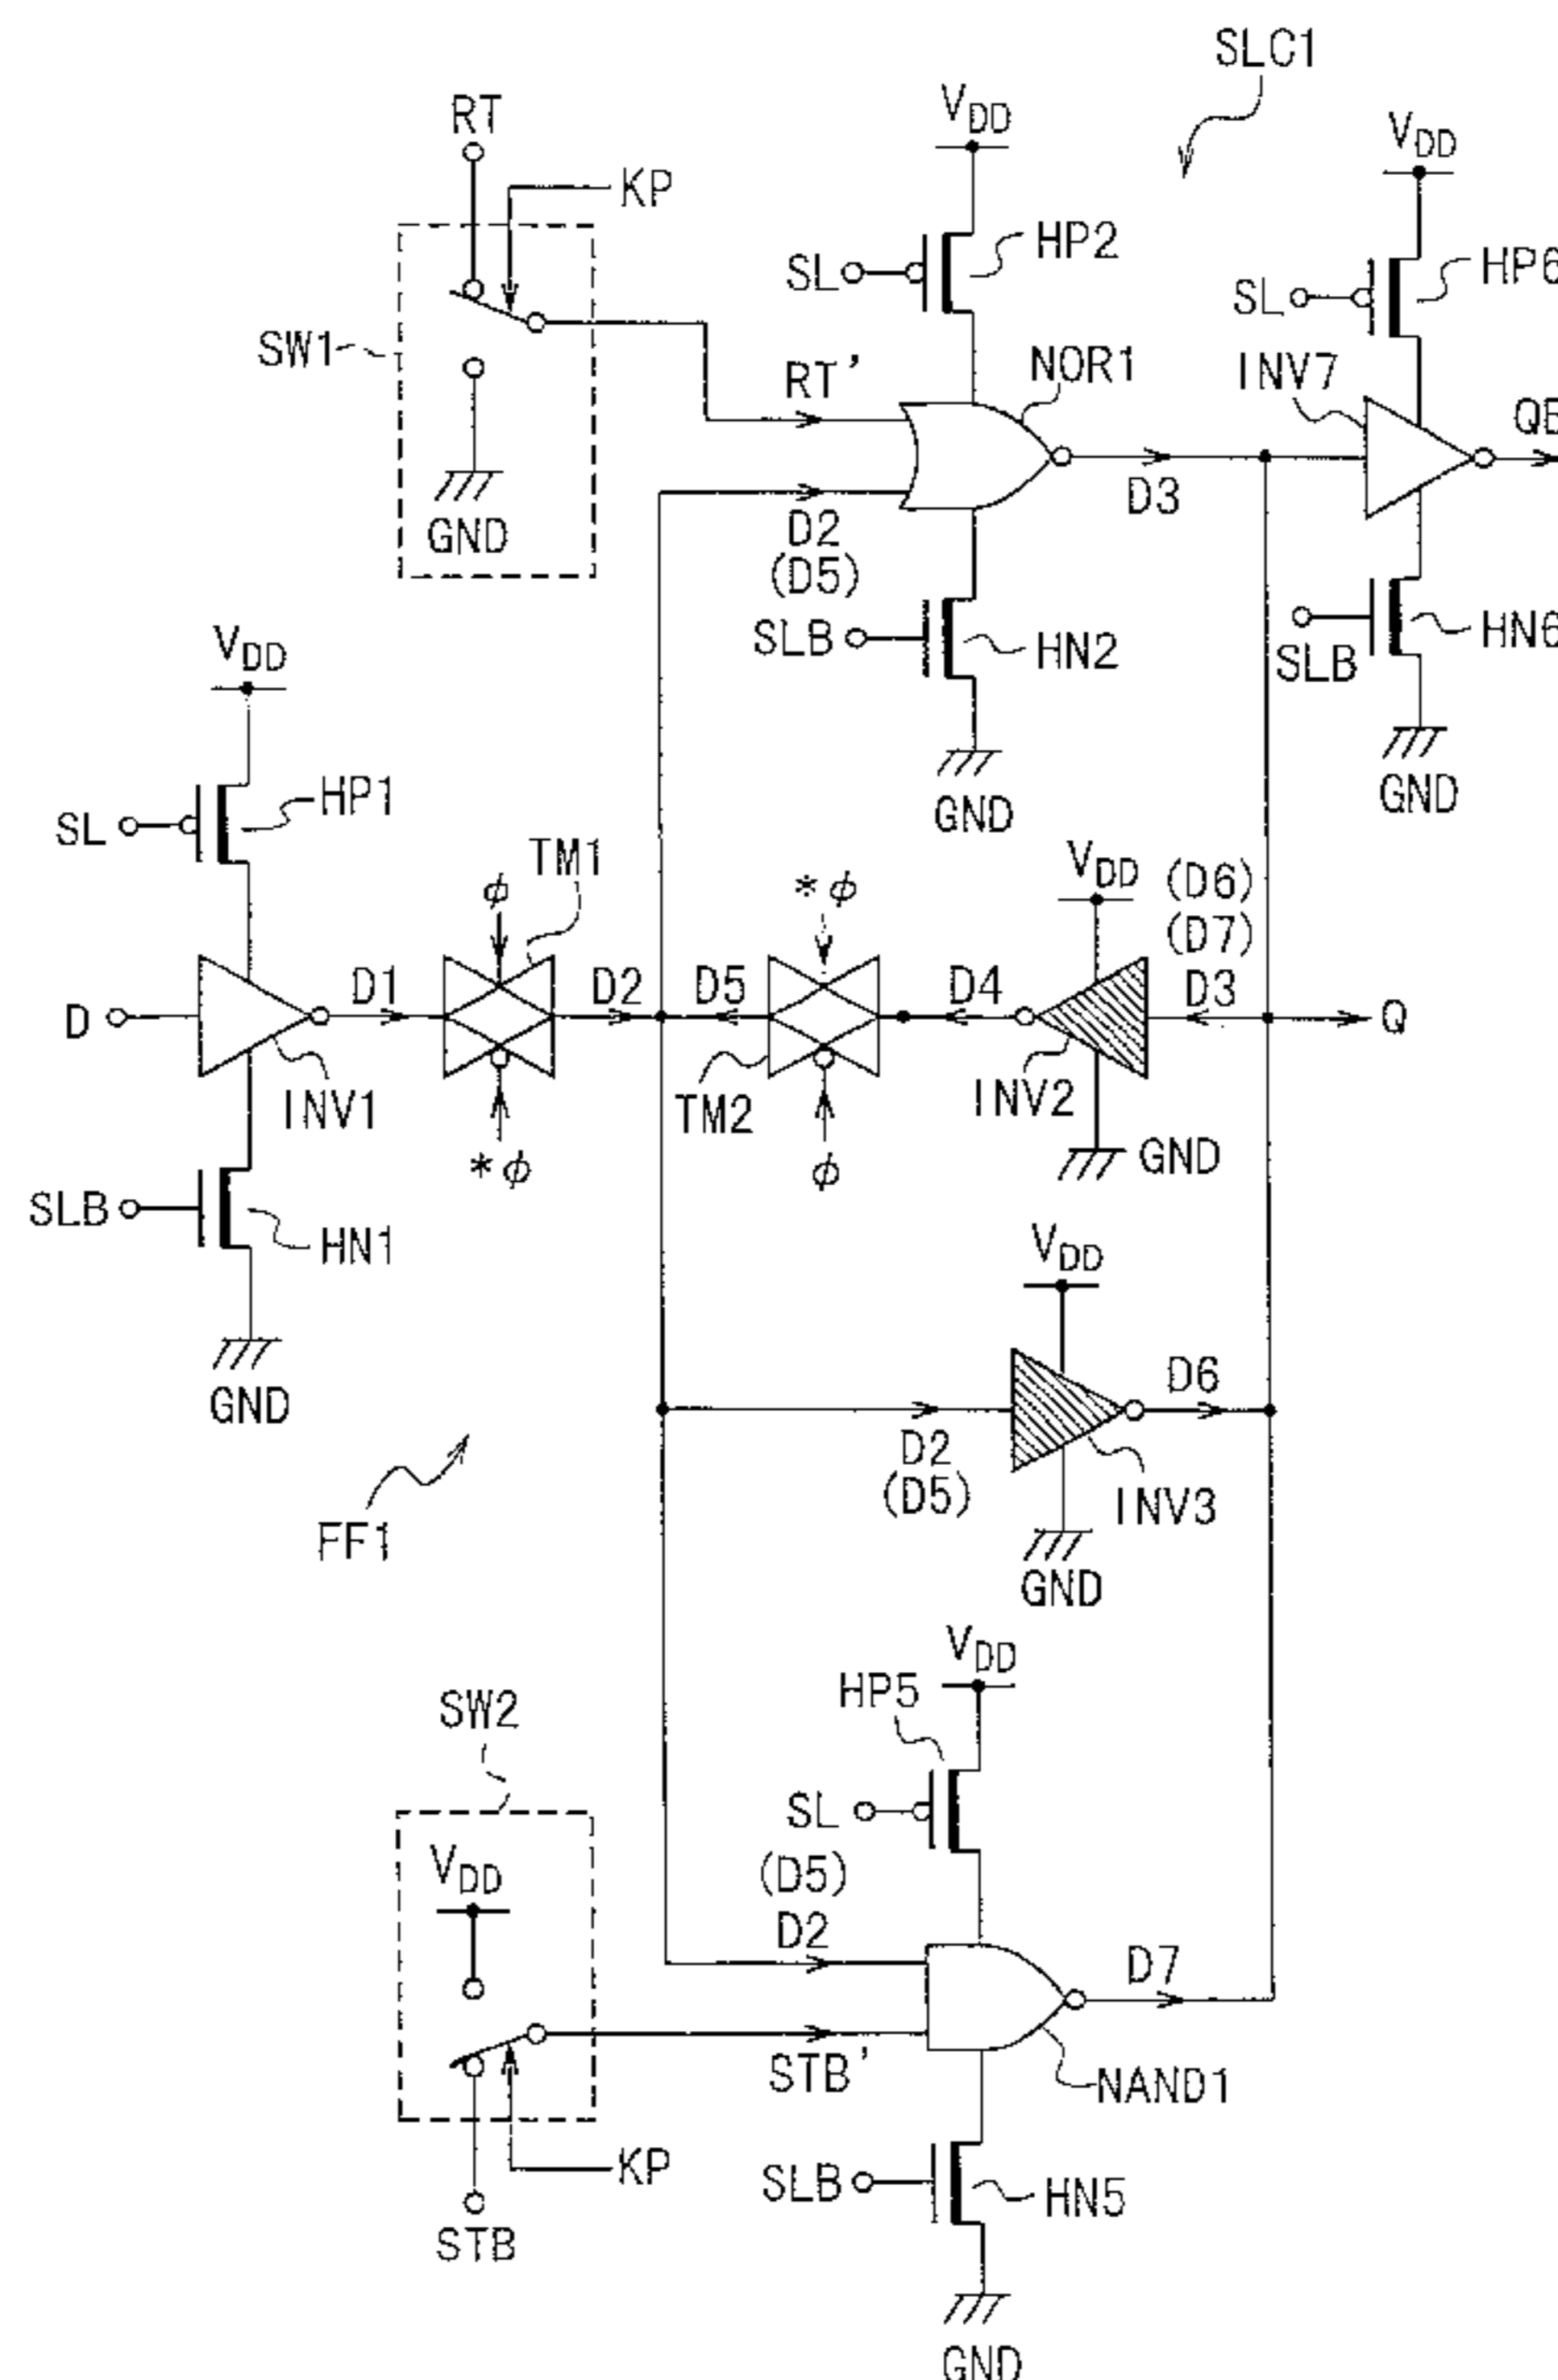 SLC1
RT
VDD
VDD
KP
HP2
SL
HP6
SL
SW1
RT'
NOR1
INV7
QB
D3
GND
D2
(D5)
SLB
HN2
HN6
SLB
VDD
GND
GND
HP1
SL
TM1
φ
*φ
VDD
(D6)
(D7)
D
D1
D2
D5
D4
D3
Q
INV1
TM2
INV2
*φ
φ
GND
SLB
HN1
VDD
GND
D6
D2
(D5)
INV3
FF1
GND
VDD
SW2
HP5
SL
VDD
(D5)
D2
D7
STB'
NAND1
KP
SLB
HN5
STB
GND